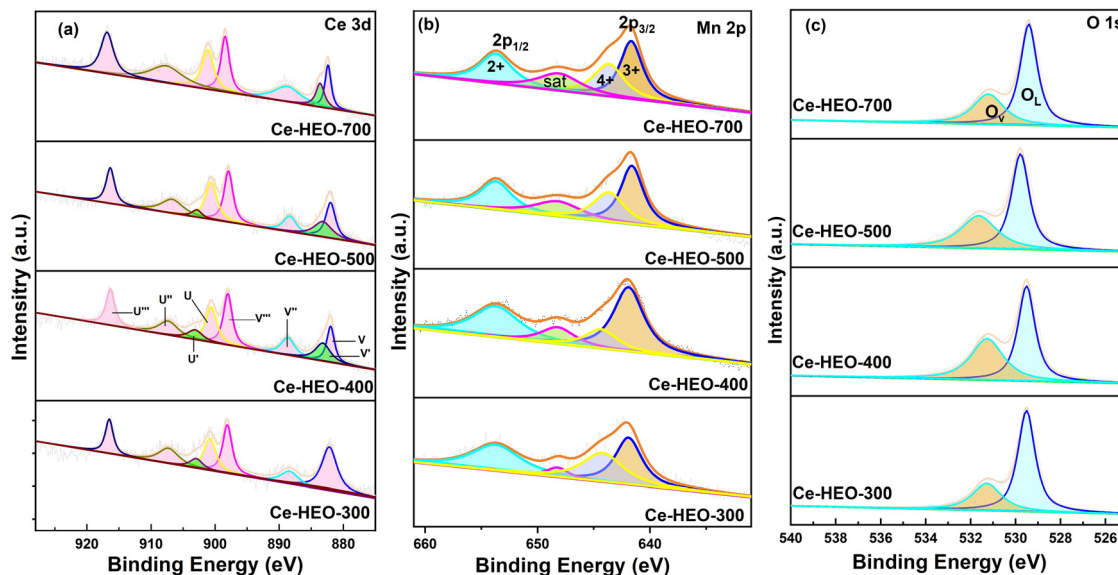 (a)
Ce 3d
Ce-HEO-700
Ce-HEO-500
U'''
U''
U
U'
V'''
V''
V
V'
Ce-HEO-400
Ce-HEO-300
920
910
900
890
880
Binding Energy (eV)
Intensitry (a.u.)
(b)
Mn 2p
2p1/2
2p3/2
2+
sat
4+
3+
Ce-HEO-700
Ce-HEO-500
Ce-HEO-400
Ce-HEO-300
660
650
640
Binding Energy (eV)
Intensity (a.u.)
(c)
O 1s
Ce-HEO-700
Ov
OL
Ce-HEO-500
Ce-HEO-400
Ce-HEO-300
540
538
536
534
532
530
528
526
Binding Energy (eV)
Intensity (a.u.)